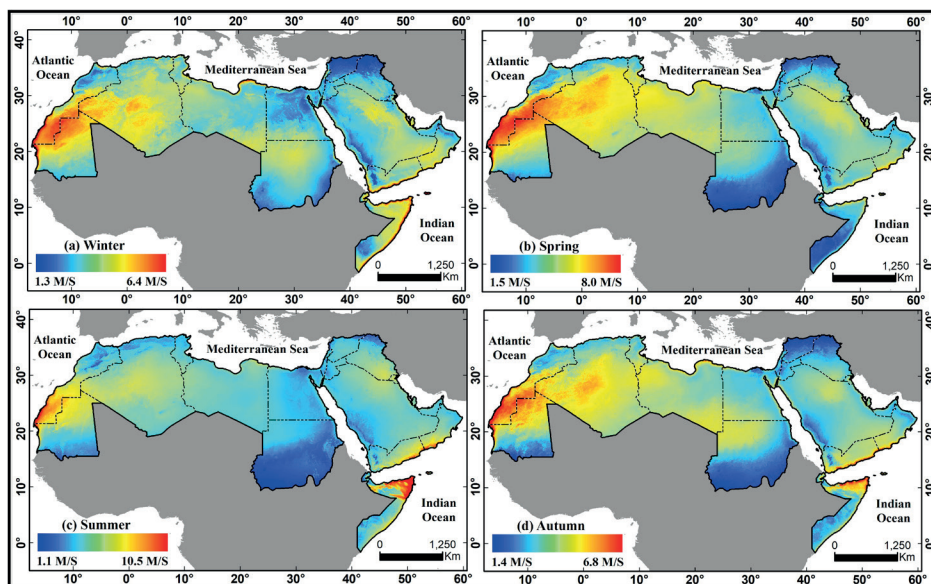 10° 0° 10° 20° 30° 40° 50° 60°
10° 0° 10° 20° 30° 40° 50° 60°
40°
30°
20°
10°
0°
Atlantic
Ocean
Mediterranean Sea
Indian
Ocean
(a) Winter
1.3 M/S 6.4 M/S
0 1,250
Km
40°
30°
20°
10°
0°
Atlantic
Ocean
Mediterranean Sea
Indian
Ocean
(b) Spring
1.5 M/S 8.0 M/S
0 1,250
Km
40°
30°
20°
10°
0°
Atlantic
Ocean
Mediterranean Sea
Indian
Ocean
(c) Summer
1.1 M/S 10.5 M/S
0 1,250
Km
40°
30°
20°
10°
0°
Atlantic
Ocean
Mediterranean Sea
Indian
Ocean
(d) Autumn
1.4 M/S 6.8 M/S
0 1,250
Km
10° 0° 10° 20° 30° 40° 50° 60°
10° 0° 10° 20° 30° 40° 50° 60°